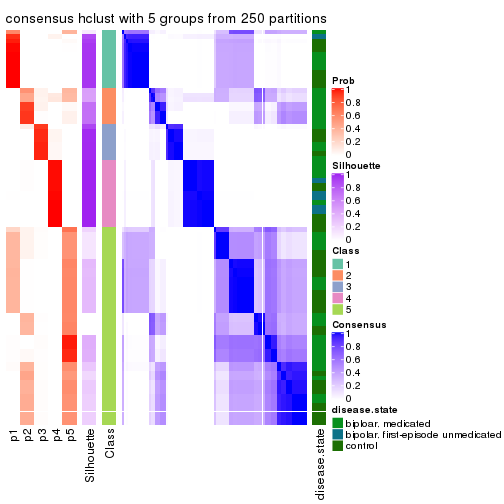 consensus hclust with 5 groups from 250 partitions
Prob
1
0.8
0.6
0.4
0.2
0
Silhouette
1
0.8
0.6
0.4
0.2
0
Class
1
2
3
4
5
Consensus
1
0.8
0.6
0.4
0.2
0
disease.state
biploar. medicated
bipolar. first-episode unmedicated
control
p1
p2
p3
p4
p5
Silhouette
Class
disease.state